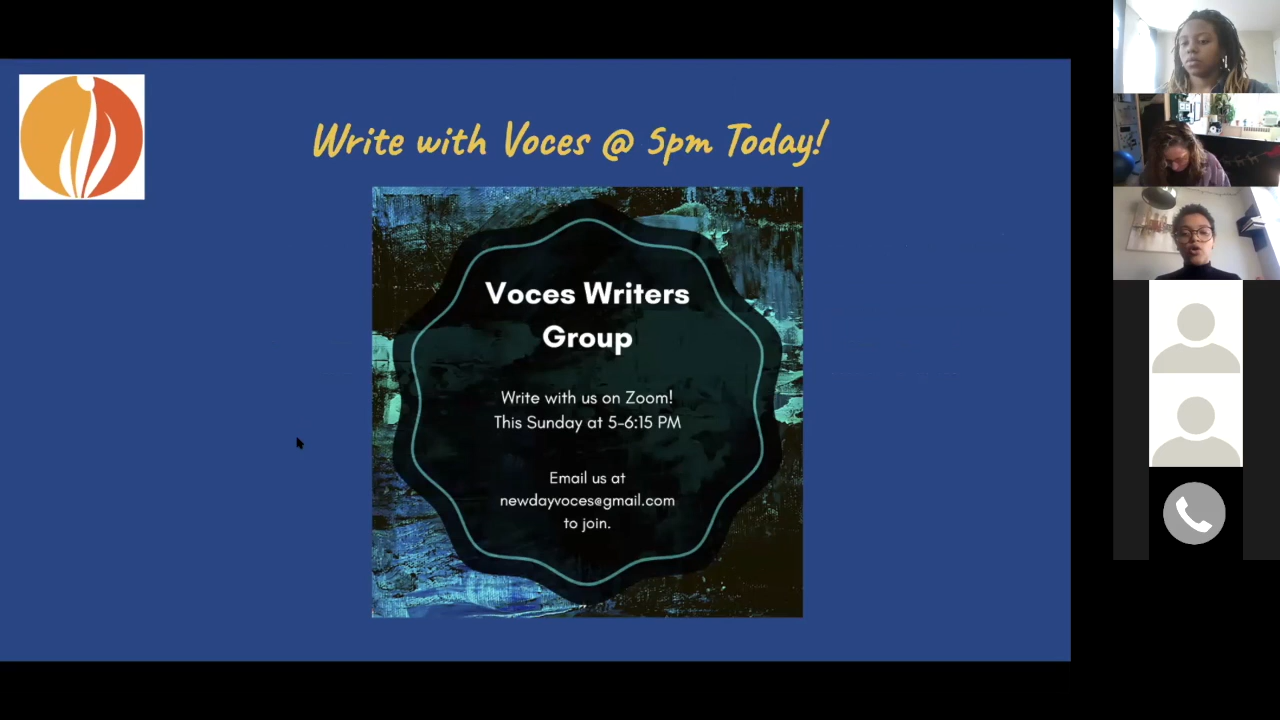 Write with Voces @ 5pm Today!
Voces Writers
Group
Write with us on Zoom!
This Sunday at 5-6:15 PM
Email us at
newdayvoces@gmail.com
to join.